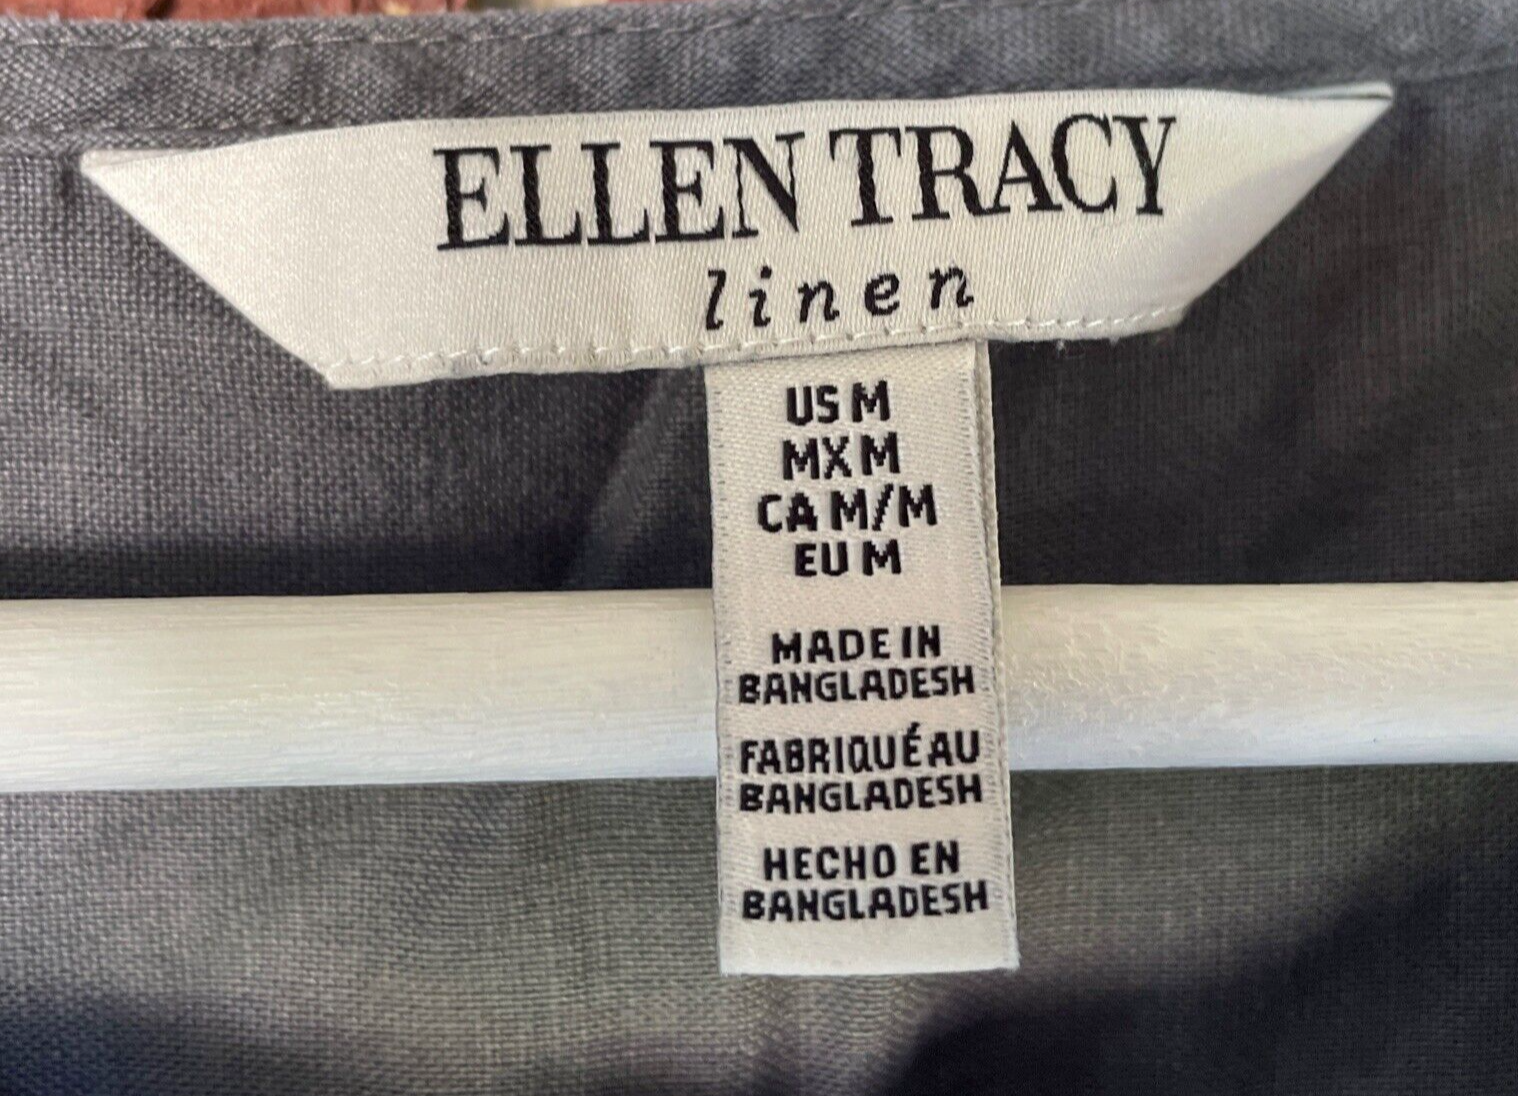 ELLEN TRACY
linen
US M
MX M
CA M/M
EU M
MADE IN
BANGLADESH
FABRIQUÉ AU
BANGLADESH
HECHO EN
BANGLADESH